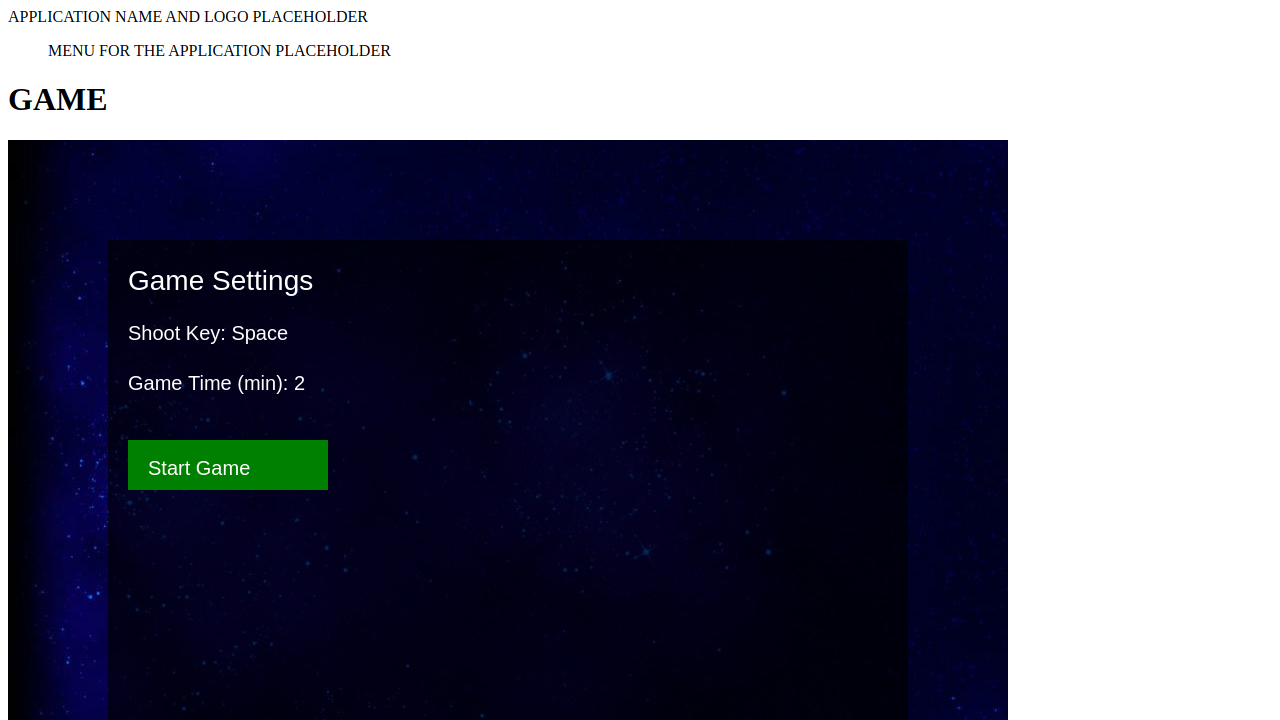 APPLICATION NAME AND LOGO PLACEHOLDER
MENU FOR THE APPLICATION PLACEHOLDER
GAME
Game Settings
Shoot Key: Space
Game Time (min): 2
Start Game